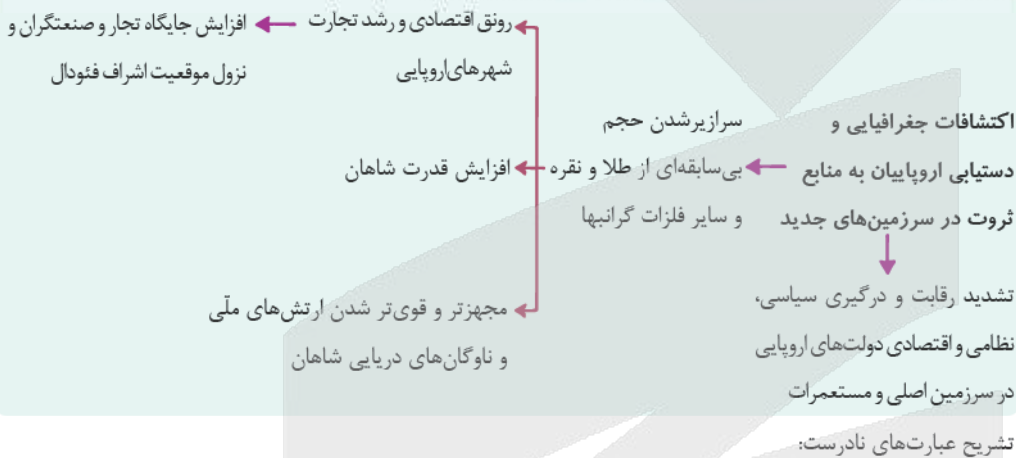 اکتشافات جغرافیایی و
دستیابی اروپاییان به منابع
ثروت در سرزمین‌های جدید
تشدید رقابت و درگیری سیاسی،
نظامی و اقتصادی دولت‌های اروپایی
در سرزمین اصلی و مستعمرات
سرازیرشدن حجم
بی‌سابقه‌ای از طلا و نقره
و سایر فلزات گرانبها
رونق اقتصادی و رشد تجارت
شهرهای اروپایی
افزایش جایگاه تجار و صنعتگران و
نزول موقعیت اشراف فئودال
افزایش قدرت شاهان
مجهزتر و قوی‌تر شدن ارتش‌های ملّی
و ناوگان‌های دریایی شاهان
تشریح عبارت‌های نادرست: